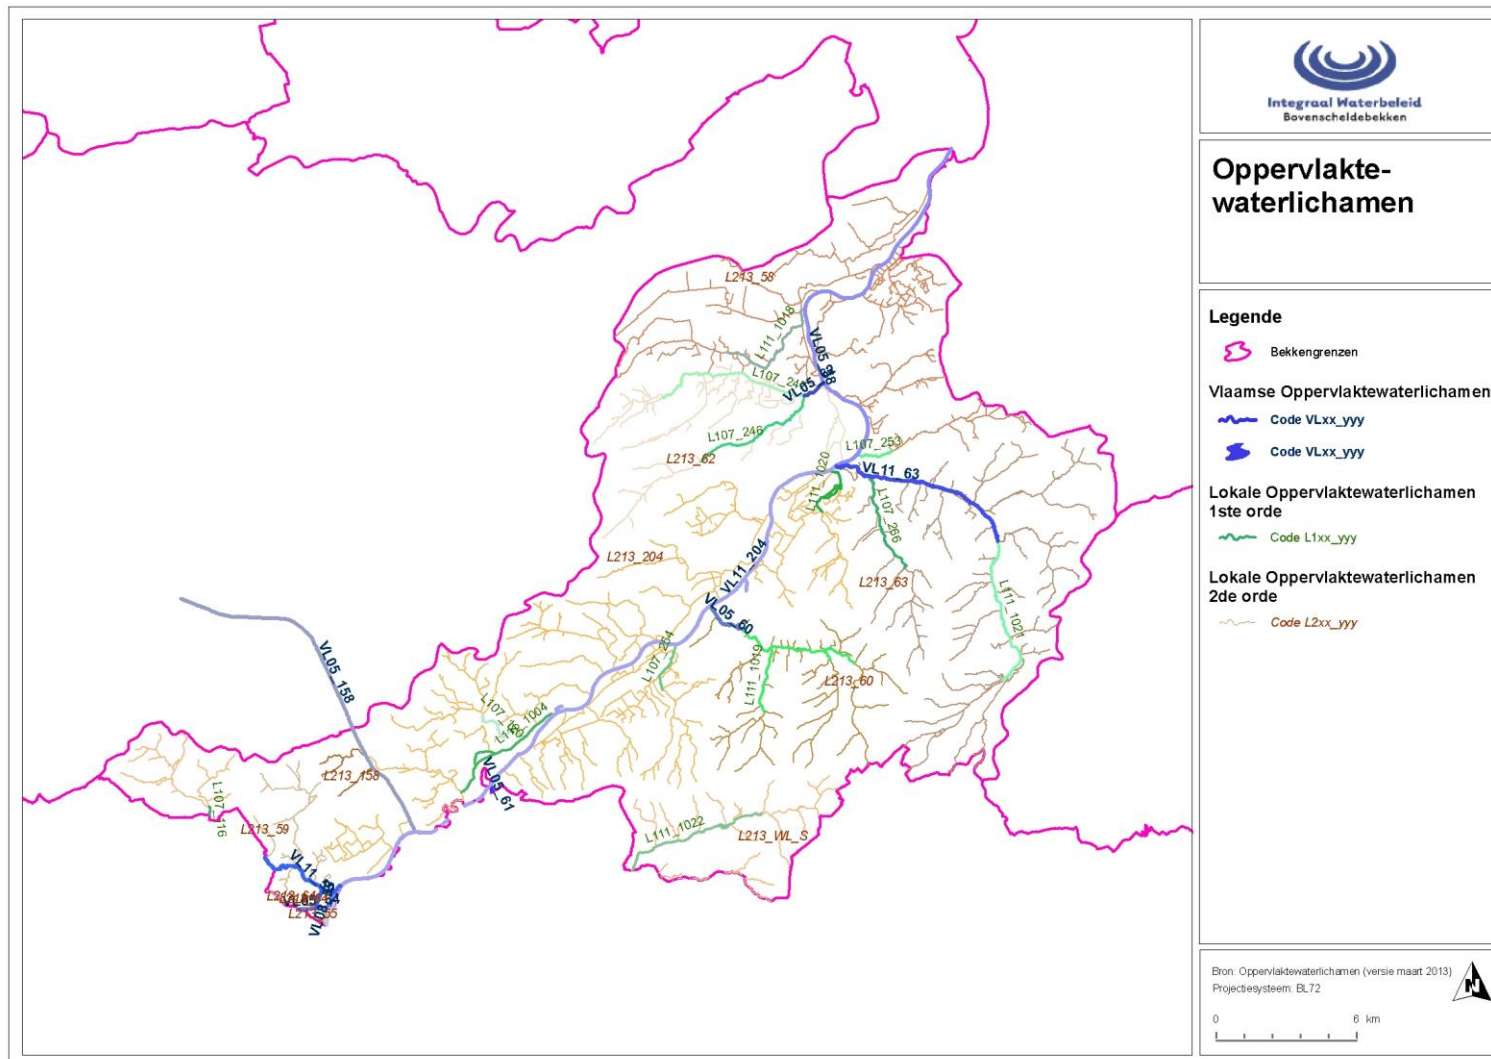 Integraal Waterbeleid
Bovenscheldebekken
Oppervlakte-
waterlichamen
Legende
Bekkengrenzen
Vlaamse Oppervlaktewaterlichamen
Code VLxx_yyy
Code VLxx_yyy
Lokale Oppervlaktewaterlichamen
1ste orde
Code L1xx_yyy
Lokale Oppervlaktewaterlichamen
2de orde
Code L2xx_yyy
Bron: Oppervlaktewaterlichamen (versie maart 2013)
Projectiesysteem: BL72
N
0 6 km
L213_58
L111_1018
VL05
L107_246
L213_62
L107_253
L111_1020
VL11_63
L107_266
L213_204
VL11_204
L213_63
L111_1021
VL05_60
L107_254
L111_1019
L213_60
VL05_158
VL05_61
L213_158
L107_116
L213_59
L111_1022
L213_WL_S
VL11